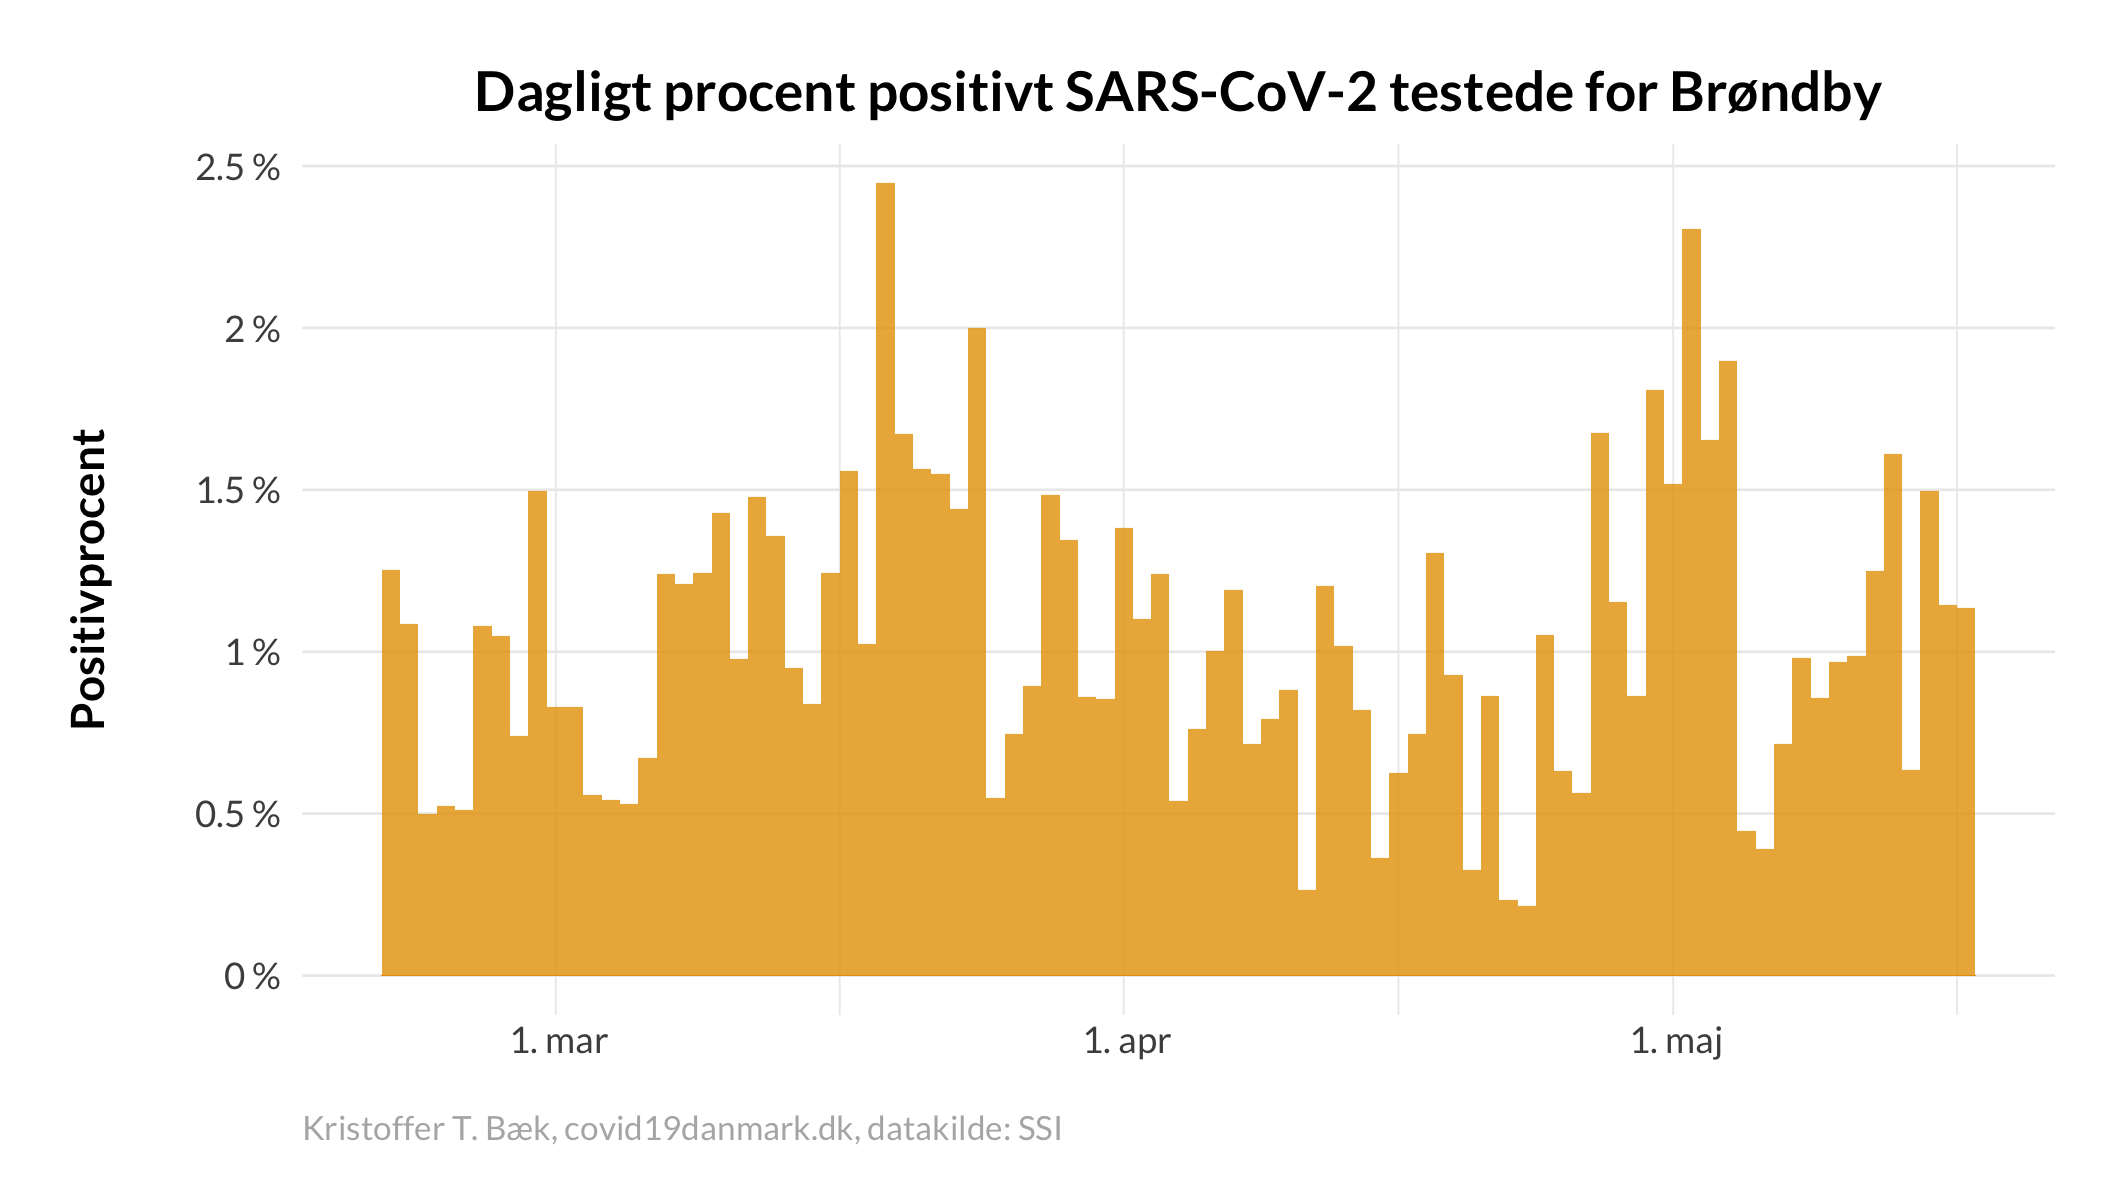 Dagligt procent positivt SARS-CoV-2 testede for Brøndby
Positivprocent
2.5 %
2 %
1.5 %
1 %
0.5 %
0 %
1. mar
1. apr
1. maj
Kristoffer T. Bæk, covid19danmark.dk, datakilde: SSI